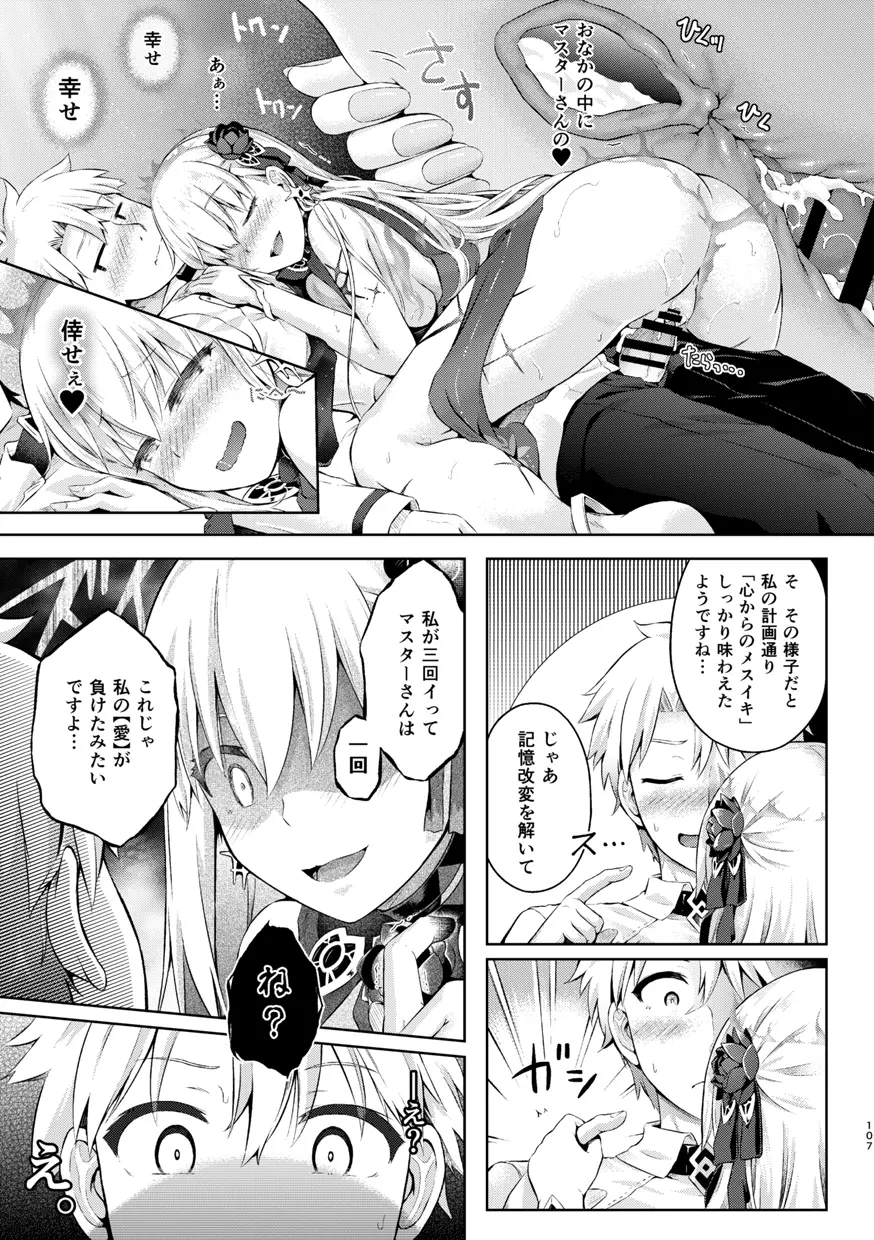 おなかの中に
マスターさんの♥
ひくッ
ひく
さす
トクン
あぁ…
トクン
幸せ
幸せ
たらっ…
倖せぇ♥
そ その様子だと
私の計画通り
「心からのメスイキ」
しっかり味わえた
ようですね…
じゃあ
記憶改変を解いて
ス…
ガシ
私が三回イって
マスターさんは
一回
これじゃ
私の【愛】が
負けたみたい
ですよ…
ね?
―え?
え。
107